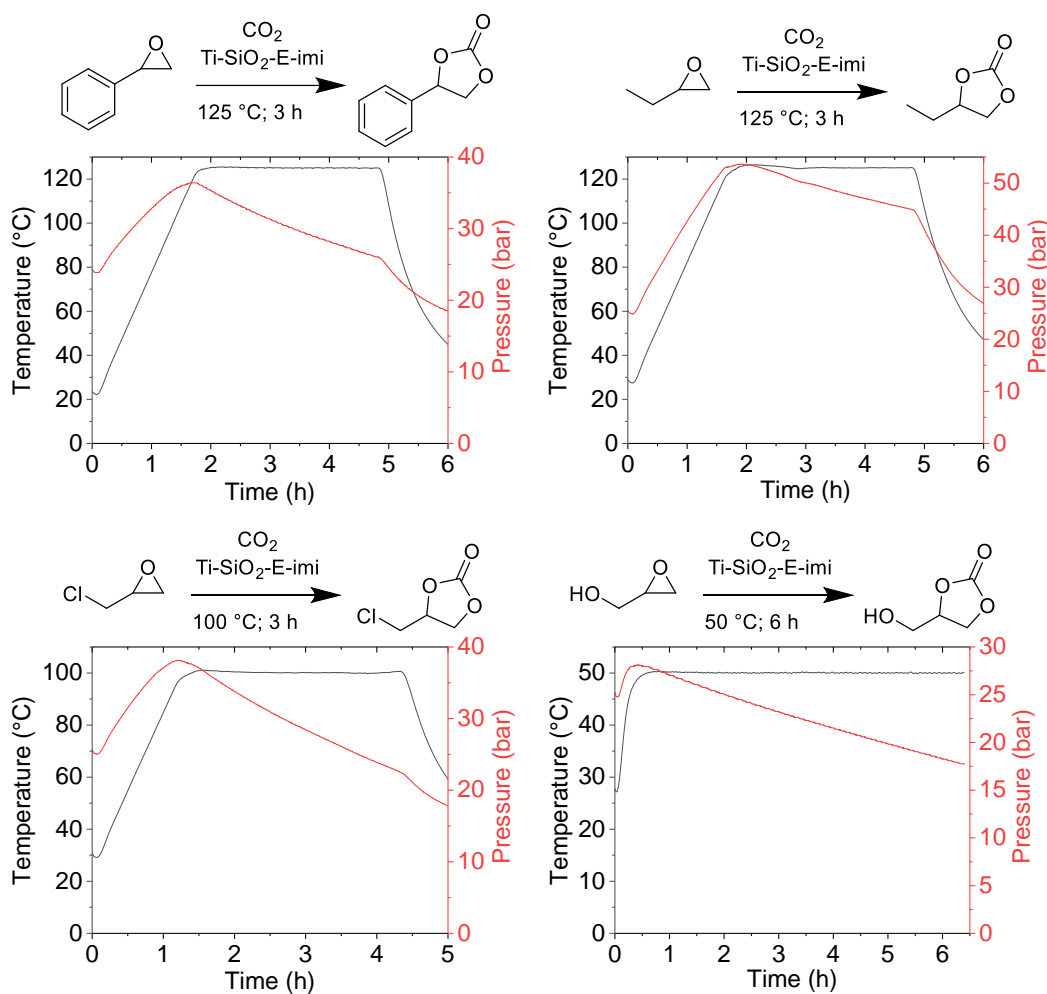 CO2
Ti-SiO2-E-imi
125 °C; 3 h
O
O
O
O
Temperature (°C)
120
100
80
60
40
20
0
Pressure (bar)
40
30
20
10
0
0 1 2 3 4 5 6
Time (h)
CO2
Ti-SiO2-E-imi
125 °C; 3 h
O
O
O
O
Temperature (°C)
120
100
80
60
40
20
0
Pressure (bar)
50
40
30
20
10
0
0 1 2 3 4 5 6
Time (h)
CO2
Ti-SiO2-E-imi
100 °C; 3 h
Cl
O
Cl
O
O
O
Temperature (°C)
100
80
60
40
20
0
Pressure (bar)
40
30
20
10
0
0 1 2 3 4 5
Time (h)
CO2
Ti-SiO2-E-imi
50 °C; 6 h
HO
O
HO
O
O
O
Temperature (°C)
50
40
30
20
10
0
Pressure (bar)
30
25
20
15
10
5
0
0 1 2 3 4 5 6
Time (h)